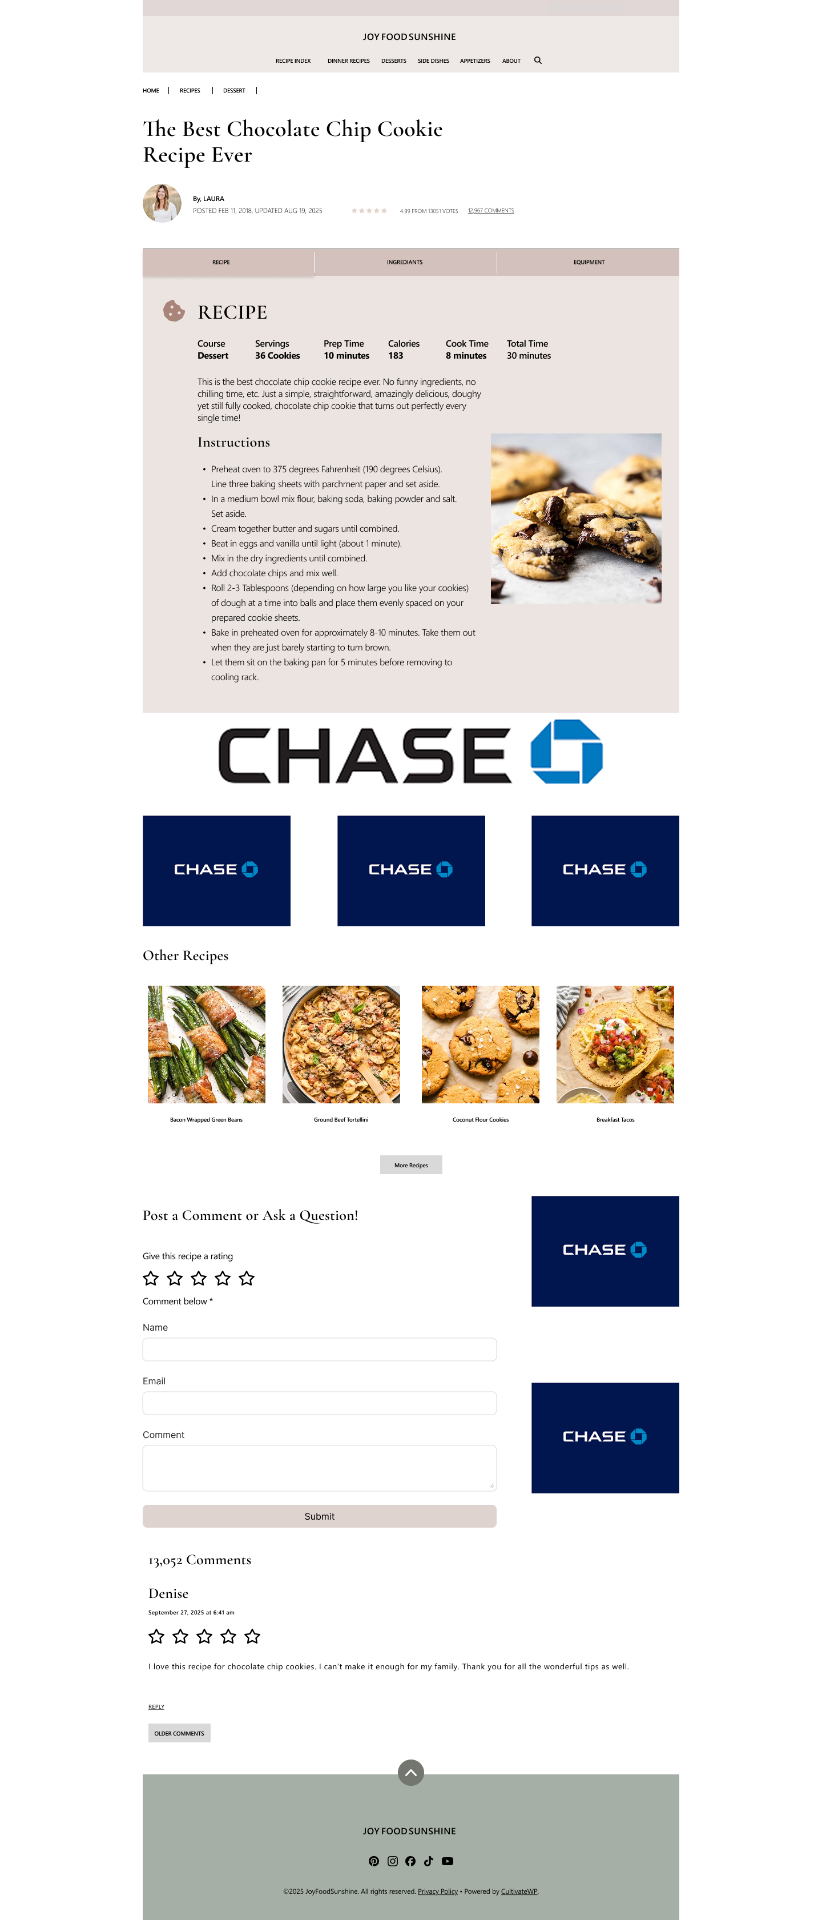 JOY FOOD SUNSHINE
RECIPE INDEX DINNER RECIPES DESSERTS SIDE DISHES APPETIZERS ABOUT
HOME RECIPES DESSERT
The Best Chocolate Chip Cookie
Recipe Ever
By, LAURA
POSTED FEB 11, 2018, UPDATED AUG 19, 2025 4.99 FROM 13051 VOTES 12,967 COMMENTS
RECIPE INGREDIANTS EQUIPMENT
RECIPE
Course Servings Prep Time Calories Cook Time Total Time
Dessert 36 Cookies 10 minutes 183 8 minutes 30 minutes
This is the best chocolate chip cookie recipe ever. No funny ingredients, no
chilling time, etc. Just a simple, straightforward, amazingly delicious, doughy
yet still fully cooked, chocolate chip cookie that turns out perfectly every
single time!
Instructions
• Preheat oven to 375 degrees Fahrenheit (190 degrees Celsius).
Line three baking sheets with parchment paper and set aside.
• In a medium bowl mix flour, baking soda, baking powder and salt.
Set aside.
• Cream together butter and sugars until combined.
• Beat in eggs and vanilla until light (about 1 minute).
• Mix in the dry ingredients until combined.
• Add chocolate chips and mix well.
• Roll 2-3 Tablespoons (depending on how large you like your cookies)
of dough at a time into balls and place them evenly spaced on your
prepared cookie sheets.
• Bake in preheated oven for approximately 8-10 minutes. Take them out
when they are just barely starting to turn brown.
• Let them sit on the baking pan for 5 minutes before removing to
cooling rack.
CHASE
CHASE CHASE CHASE
Other Recipes
Bacon Wrapped Green Beans Ground Beef Tortellini Coconut Flour Cookies Breakfast Tacos
More Recipes
Post a Comment or Ask a Question!
CHASE
Give this recipe a rating
Comment below *
Name
Email
CHASE
Comment
Submit
13,052 Comments
Denise
September 27, 2025 at 6:41 am
I love this recipe for chocolate chip cookies. I can't make it enough for my family. Thank you for all the wonderful tips as well.
REPLY
OLDER COMMENTS
JOY FOOD SUNSHINE
©2025 JoyFoodSunshine. All rights reserved. Privacy Policy • Powered by CultivateWP.